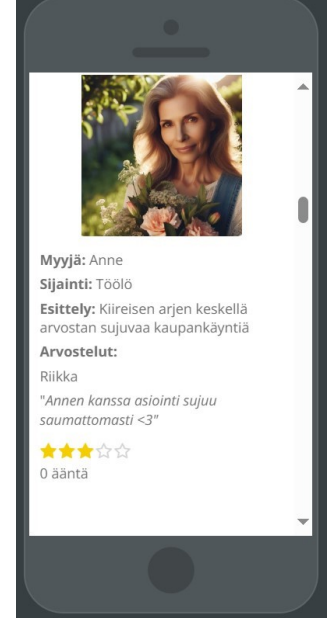 Myyjä: Anne
Sijainti: Töölö
Esittely: Kiireisen arjen keskellä
arvostan sujuvaa kaupankäyntiä
Arvostelut:
Riikka
"Annen kanssa asiointi sujuu
saumattomasti <3"
0 ääntä